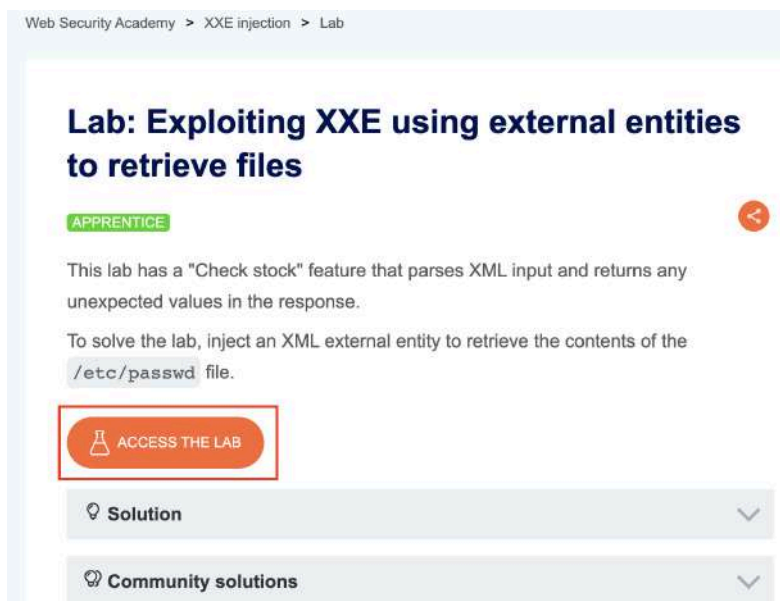 Web Security Academy > XXE injection > Lab
Lab: Exploiting XXE using external entities
to retrieve files
APPRENTICE
This lab has a "Check stock" feature that parses XML input and returns any
unexpected values in the response.
To solve the lab, inject an XML external entity to retrieve the contents of the
/etc/passwd file.
ACCESS THE LAB
Solution
Community solutions